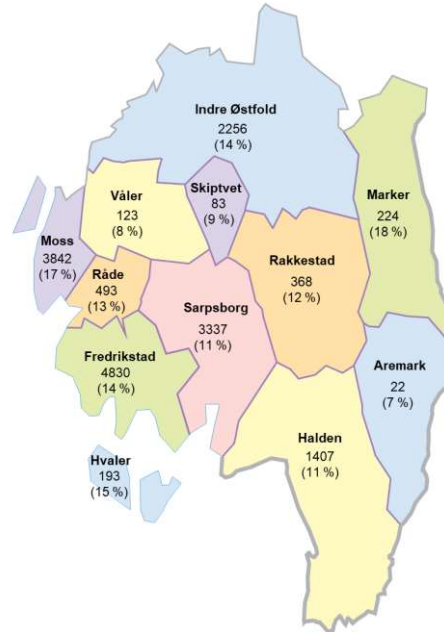 Indre Østfold
2256
(14 %)
Skiptvet
83
(9 %)
Våler
123
(8 %)
Marker
224
(18 %)
Moss
3842
(17 %)
Råde
493
(13 %)
Rakkestad
368
(12 %)
Sarpsborg
3337
(11 %)
Fredrikstad
4830
(14 %)
Aremark
22
(7 %)
Halden
1407
(11 %)
Hvaler
193
(15 %)